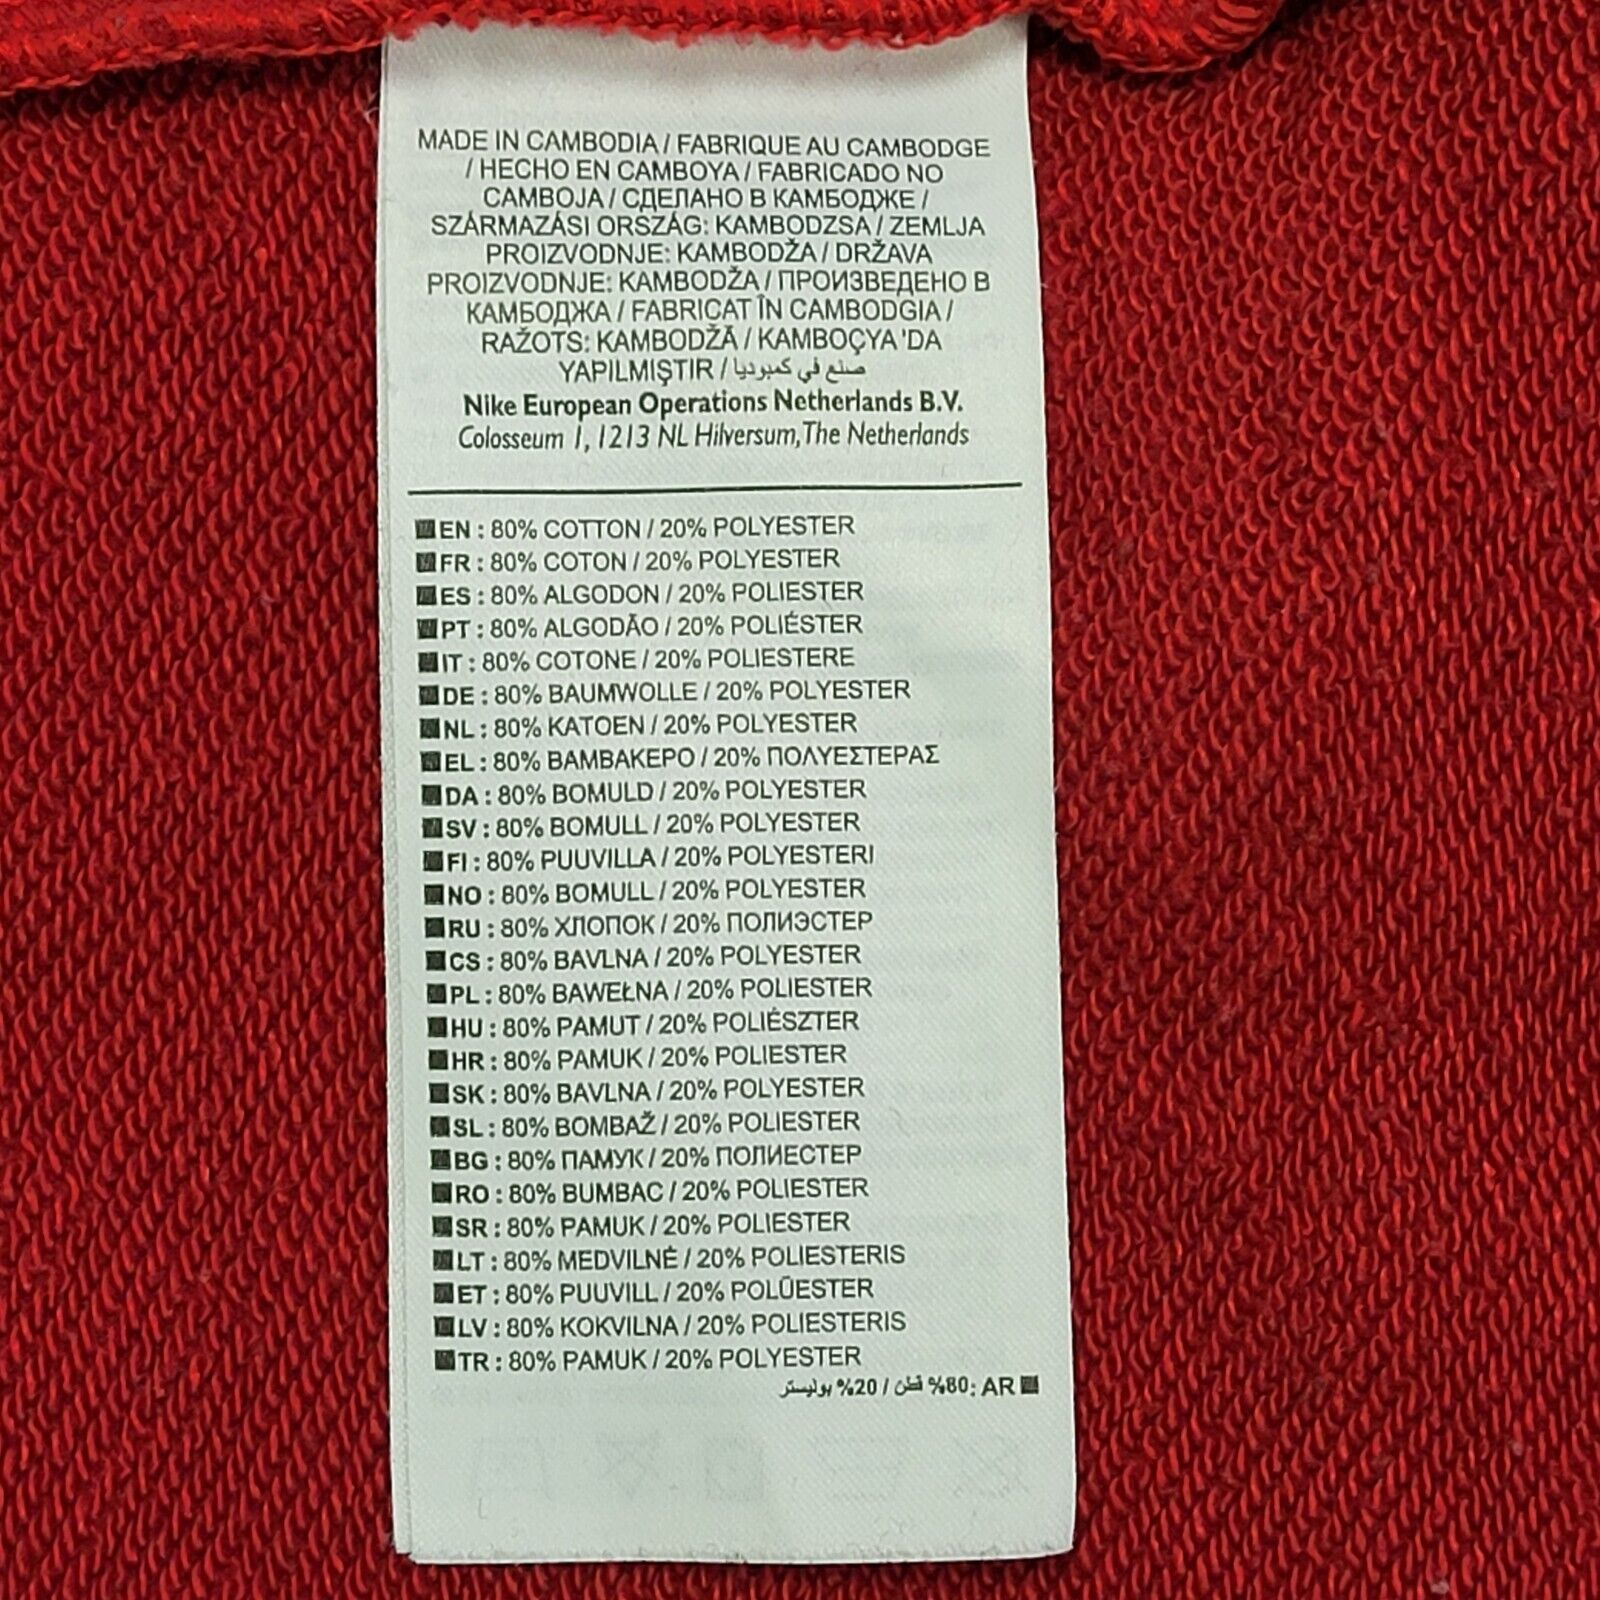 MADE IN CAMBODIA / FABRIQUE AU CAMBODGE
/ HECHO EN CAMBOYA / FABRICADO NO
CAMBOJA / СДЕЛАНО В КАМБОДЖЕ /
SZÁRMAZÁSI ORSZÁG: KAMBODZSA / ZEMLJA
PROIZVODNJE: KAMBODŽA / DRŽAVA
PROIZVODNJE: KAMBODŽA / ПРОИЗВЕДЕНО В
КАМБОДЖА / FABRICAT ÎN CAMBODGIA /
RAŽOTS: KAMBODŽĀ / KAMBOÇYA 'DA
YAPILMIŞTIR / صنع في كمبوديا
Nike European Operations Netherlands B.V.
Colosseum 1, 1213 NL Hilversum, The Netherlands
EN : 80% COTTON / 20% POLYESTER
FR : 80% COTON / 20% POLYESTER
ES : 80% ALGODON / 20% POLIESTER
PT : 80% ALGODÃO / 20% POLIÉSTER
IT : 80% COTONE / 20% POLIESTERE
DE : 80% BAUMWOLLE / 20% POLYESTER
NL : 80% KATOEN / 20% POLYESTER
EL : 80% ΒΑΜΒΑΚΕΡΟ / 20% ΠΟΛΥΕΣΤΕΡΑΣ
DA : 80% BOMULD / 20% POLYESTER
SV : 80% BOMULL / 20% POLYESTER
FI : 80% PUUVILLA / 20% POLYESTERI
NO : 80% BOMULL / 20% POLYESTER
RU : 80% ХЛОПОК / 20% ПОЛИЭСТЕР
CS : 80% BAVLNA / 20% POLYESTER
PL : 80% BAWEŁNA / 20% POLIESTER
HU : 80% PAMUT / 20% POLIÉSZTER
HR : 80% PAMUK / 20% POLIESTER
SK : 80% BAVLNA / 20% POLYESTER
SL : 80% BOMBAŽ / 20% POLIESTER
BG : 80% ПАМУК / 20% ПОЛИЕСТЕР
RO : 80% BUMBAC / 20% POLIESTER
SR : 80% PAMUK / 20% POLIESTER
LT : 80% MEDVILNĖ / 20% POLIESTERIS
ET : 80% PUUVILL / 20% POLÜESTER
LV : 80% KOKVILNA / 20% POLIESTERIS
TR : 80% PAMUK / 20% POLYESTER
AR :80% قطن / 20% بوليستر